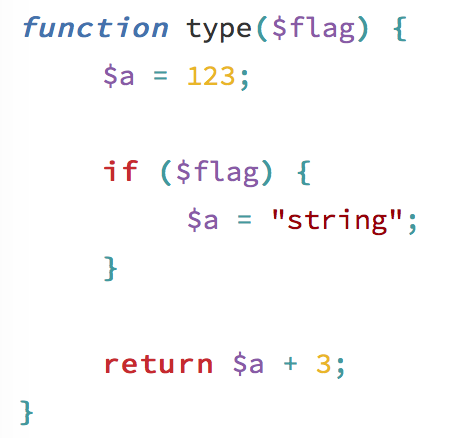 function type($flag) {
$a = 123;
if ($flag) {
$a = "string";
}
return $a + 3;
}